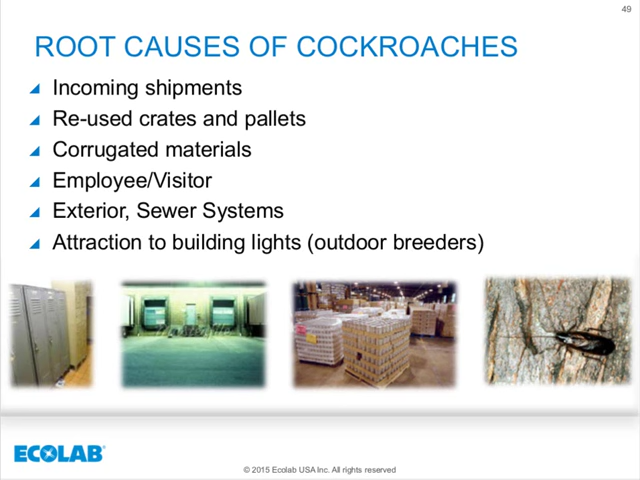 49
ROOT CAUSES OF COCKROACHES
Incoming shipments
Re-used crates and pallets
Corrugated materials
Employee/Visitor
Exterior, Sewer Systems
Attraction to building lights (outdoor breeders)
ECOLAB®
© 2015 Ecolab USA Inc. All rights reserved